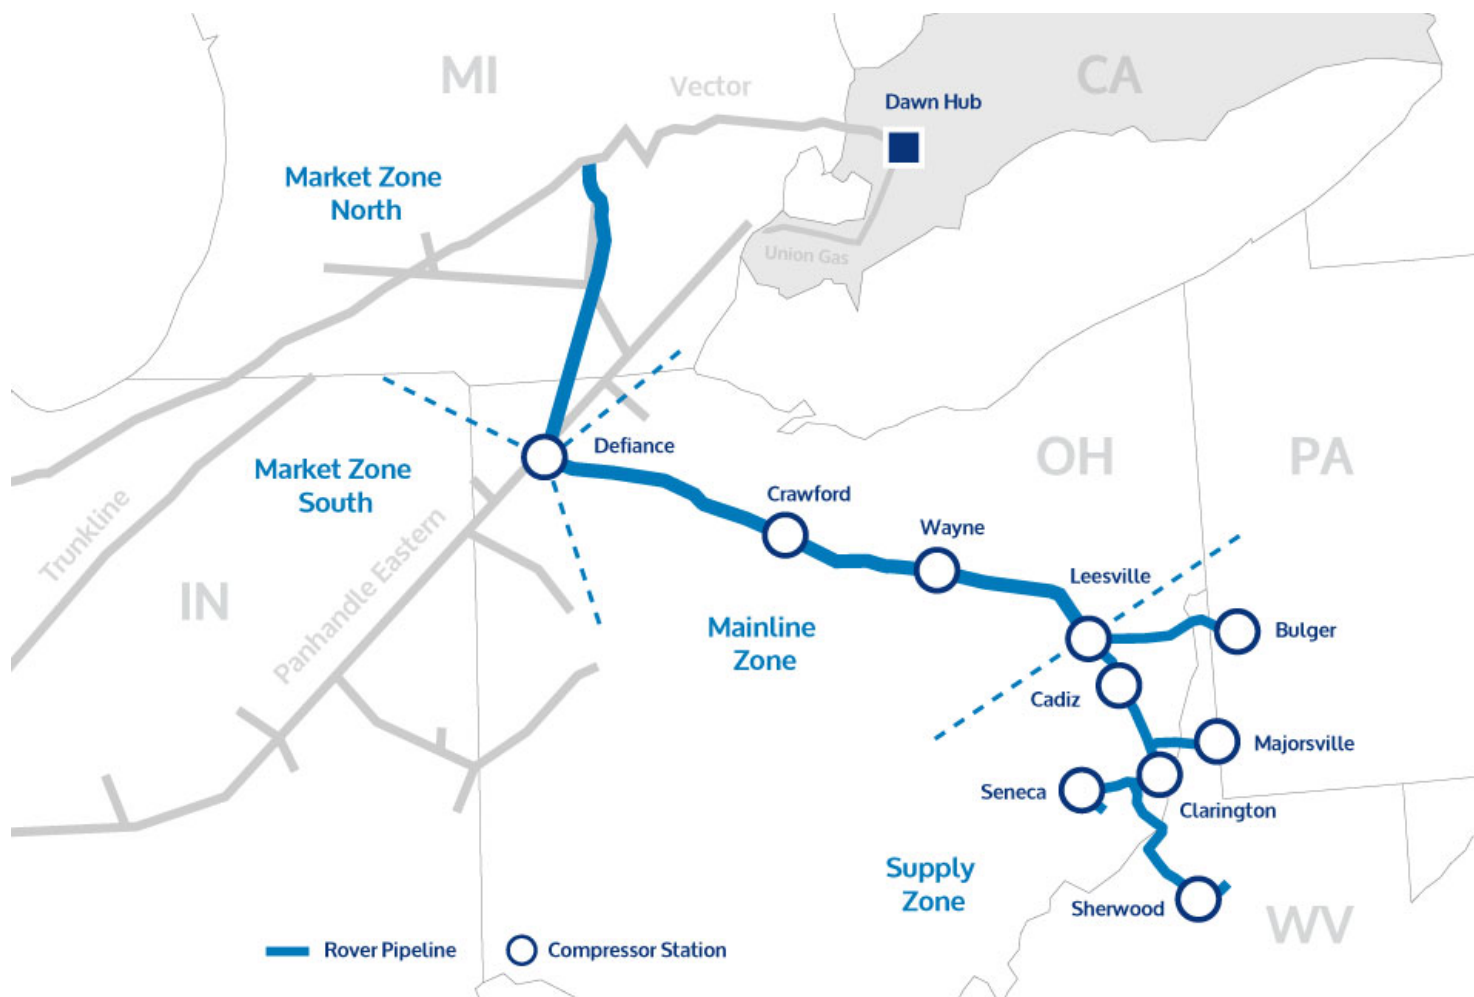 MI
Vector
CA
Dawn Hub
Market Zone
North
Union Gas
Defiance
Market Zone
South
Crawford
OH
PA
Wayne
Trunkline
Panhandle Eastern
IN
Leesville
Mainline
Zone
Bulger
Cadiz
Majorsville
Seneca
Clarington
Supply
Zone
Sherwood
WV
Rover Pipeline
Compressor Station